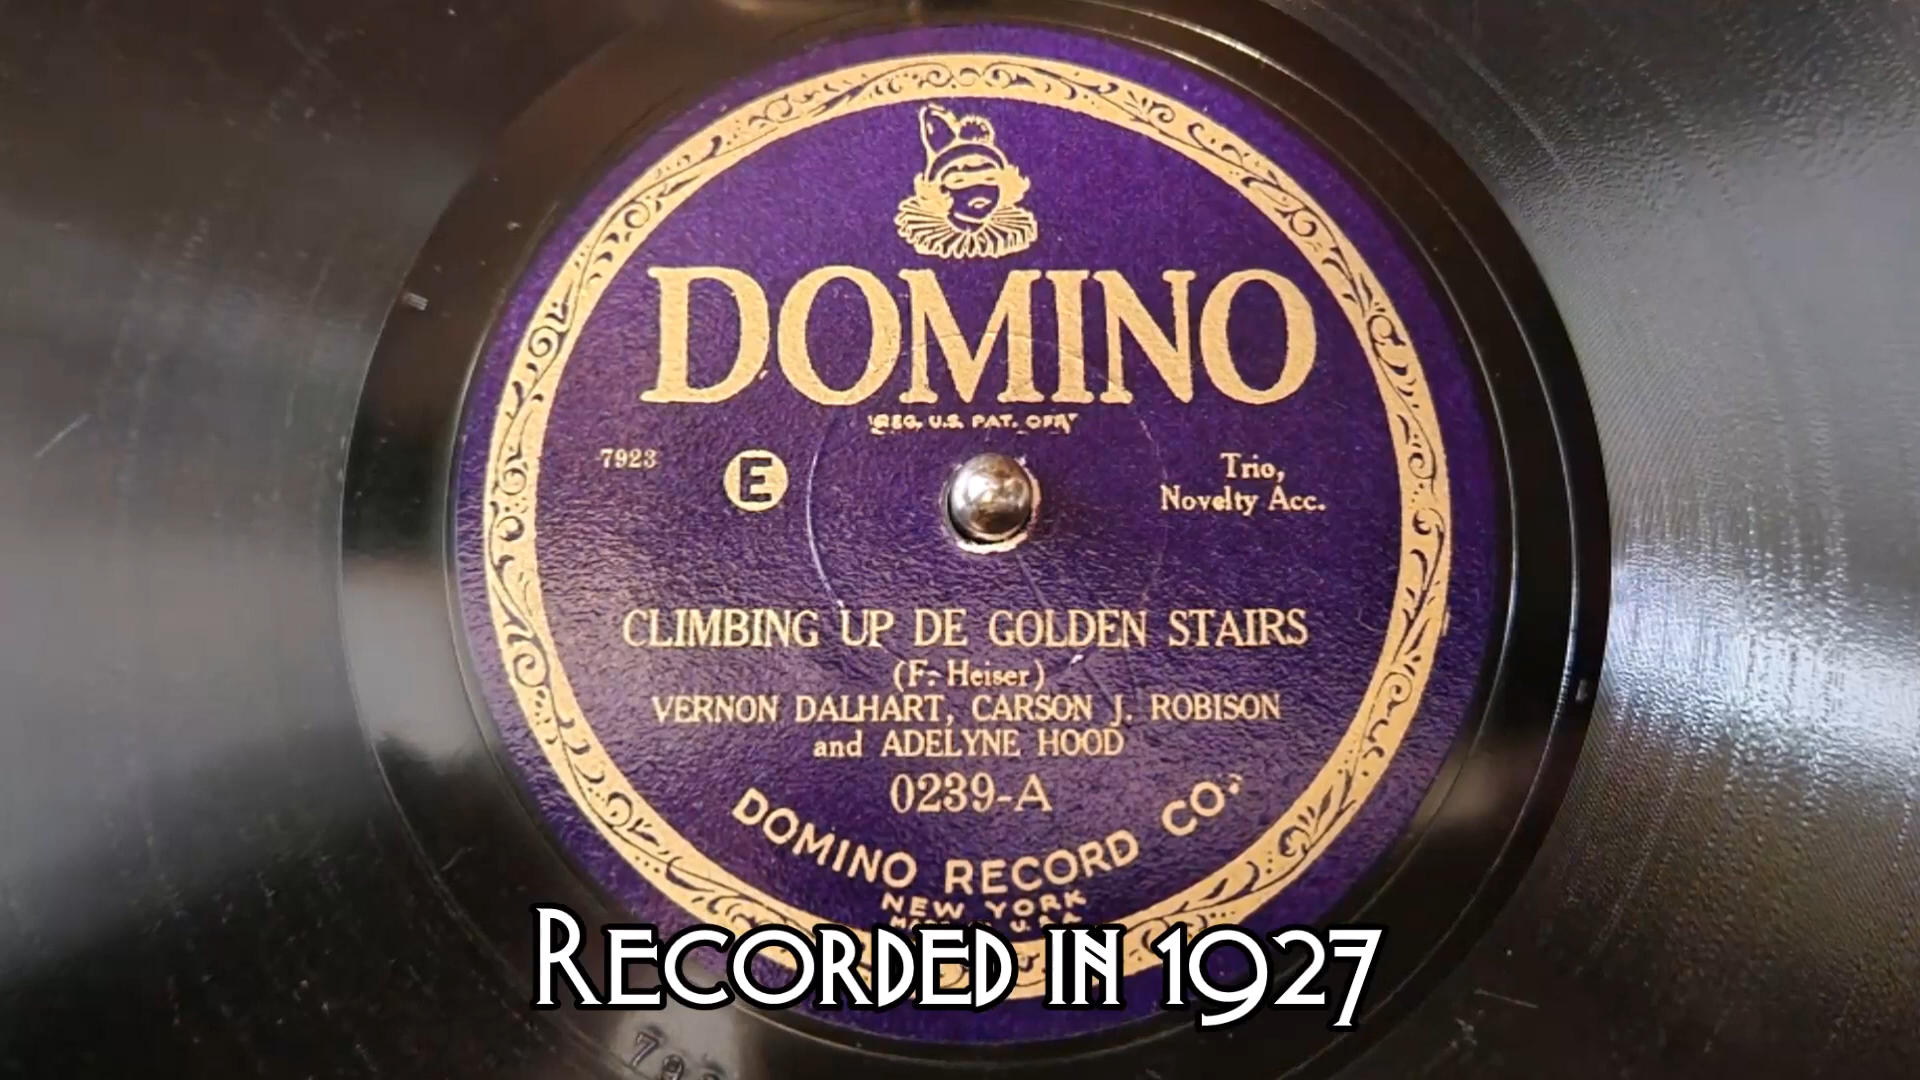 DOMINO
REG. U.S. PAT. OFF.
7923
E
Trio,
Novelty Acc.
CLIMBING UP DE GOLDEN STAIRS
(F. Heiser)
VERNON DALHART, CARSON J. ROBISON
and ADELYNE HOOD
0239-A
DOMINO RECORD CO.
NEW YORK
U.S.A.
RECORDED IN 1927